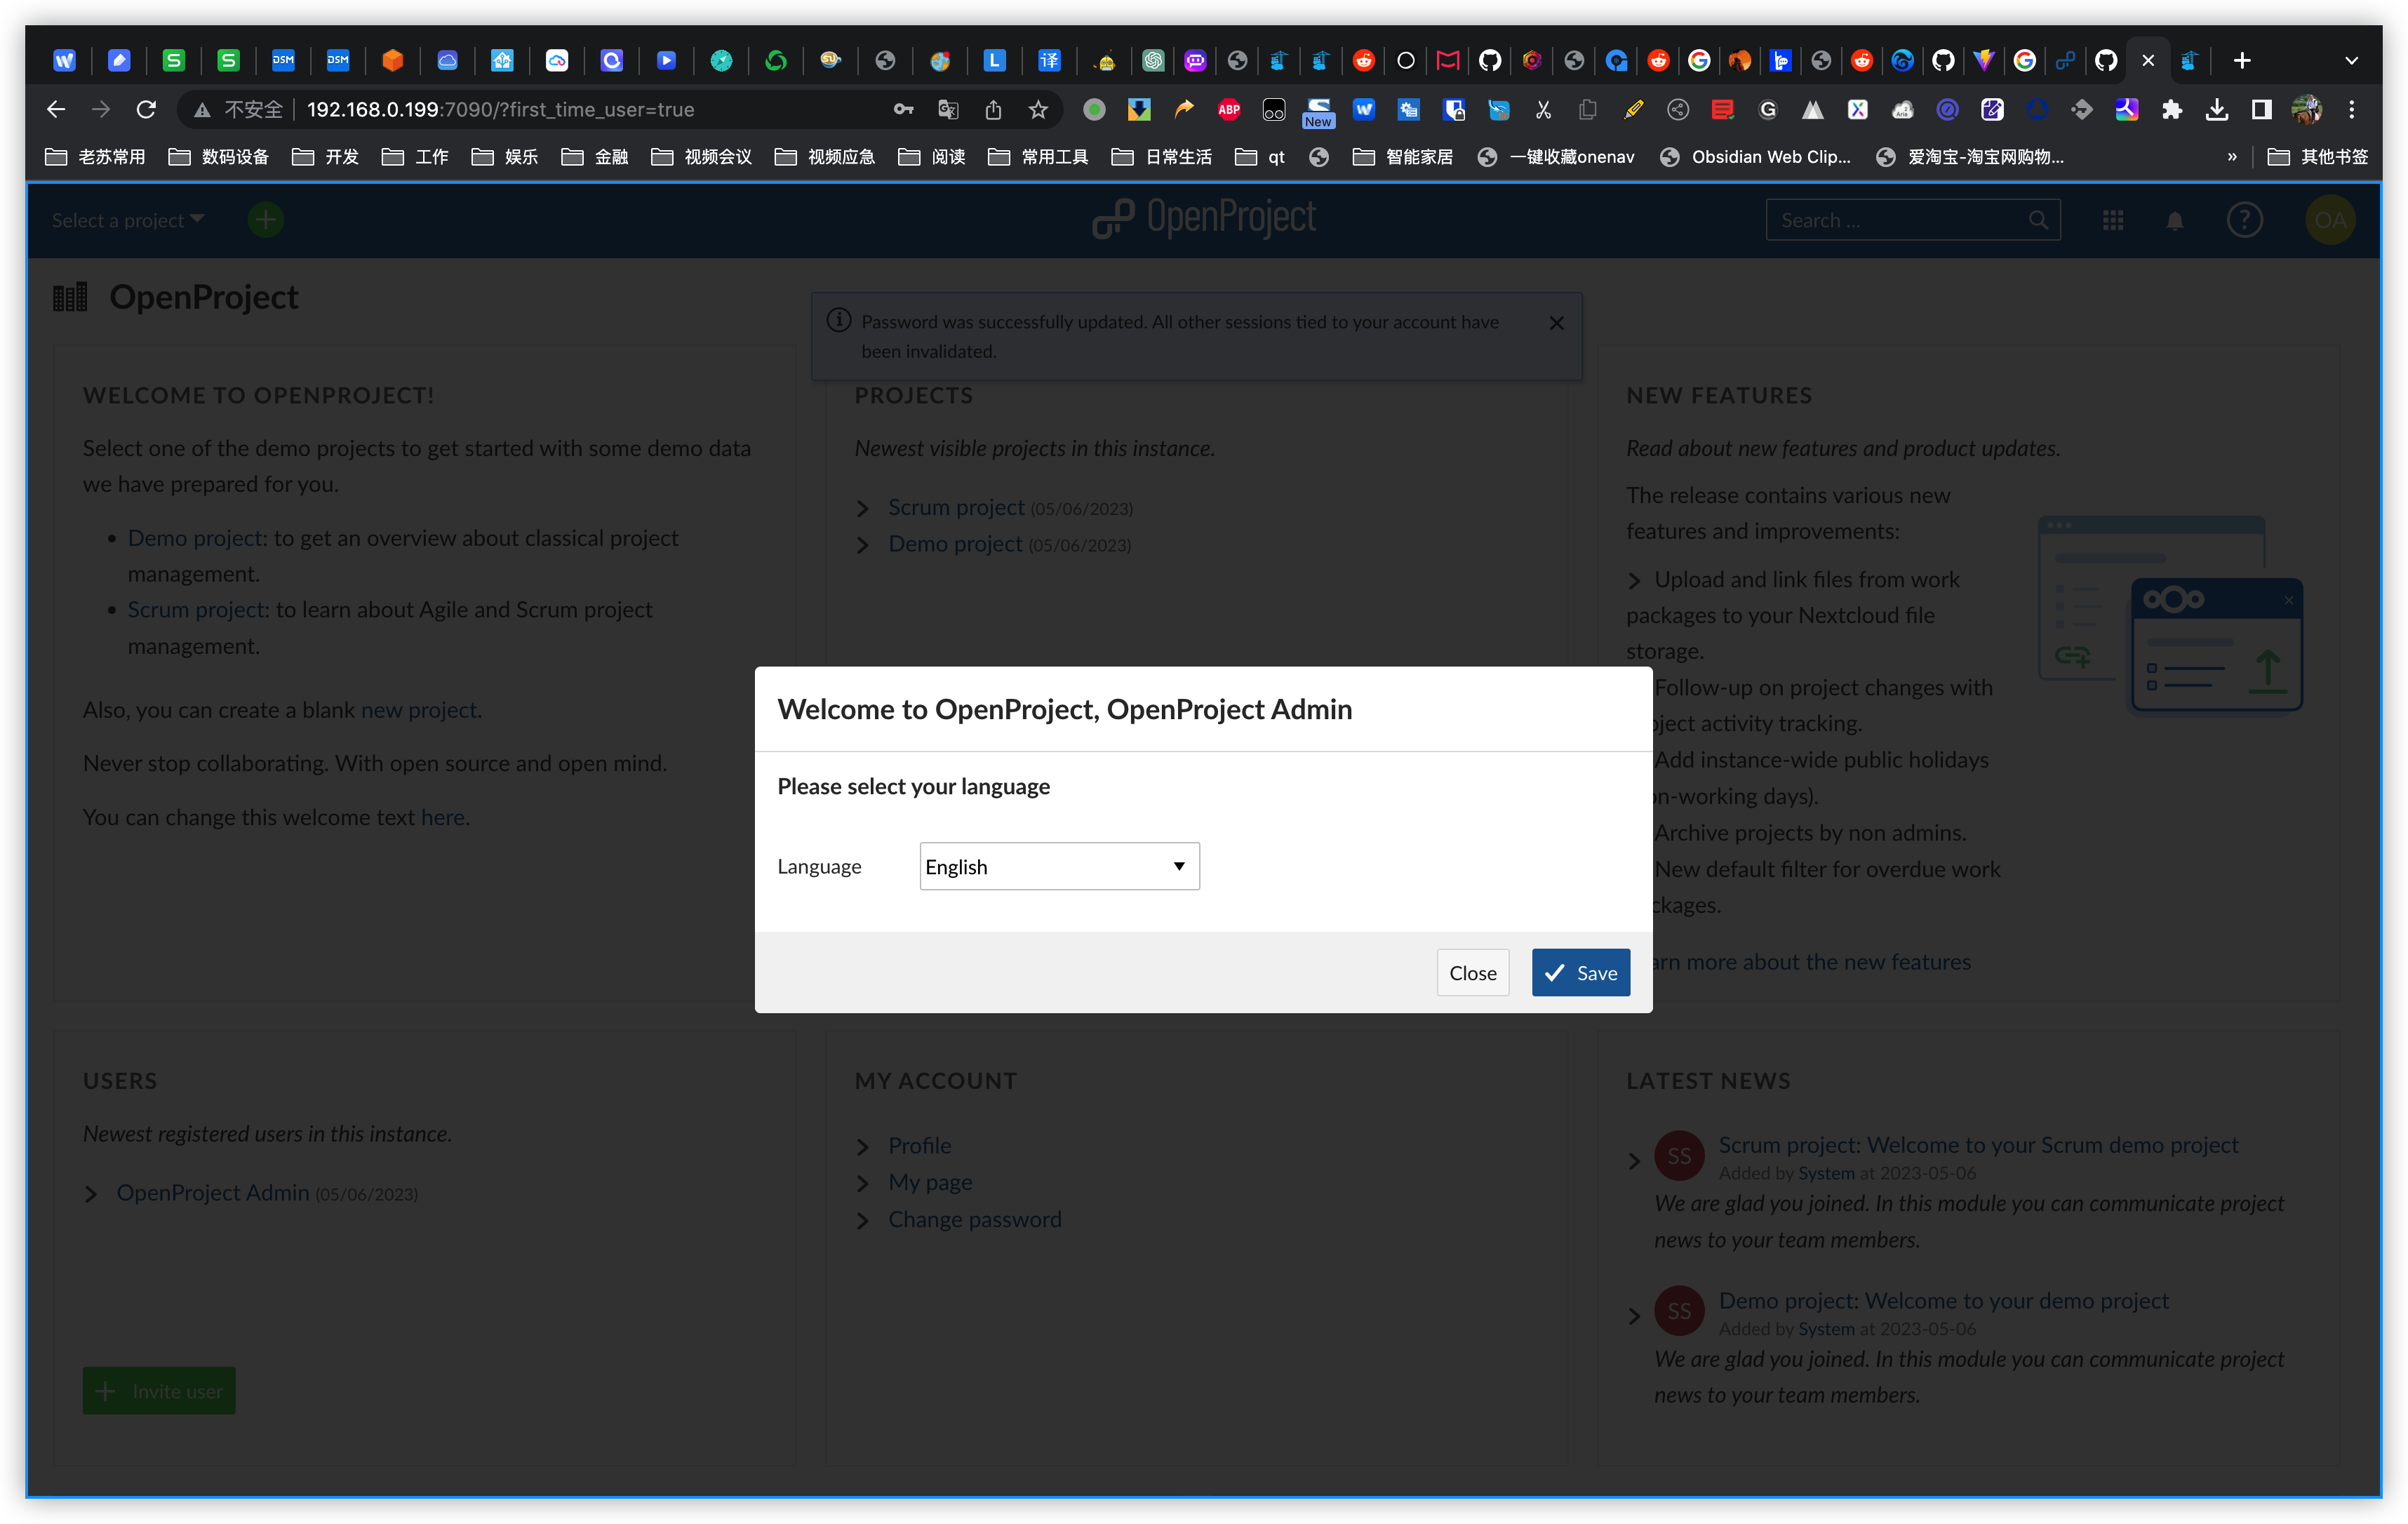 不安全 192.168.0.199:7090/?first_time_user=true
ABP
New
老苏常用 数码设备 开发 工作 娱乐 金融 视频会议 视频应急 阅读 常用工具 日常生活 qt 智能家居 一键收藏onenav Obsidian Web Clip... 爱淘宝-淘宝网购物... » 其他书签
Select a project
OpenProject
Search ...
OA
OpenProject
Password was successfully updated. All other sessions tied to your account have
been invalidated.
WELCOME TO OPENPROJECT!
Select one of the demo projects to get started with some demo data
we have prepared for you.
Demo project: to get an overview about classical project
management.
Scrum project: to learn about Agile and Scrum project
management.
Also, you can create a blank new project.
Never stop collaborating. With open source and open mind.
You can change this welcome text here.
PROJECTS
Newest visible projects in this instance.
Scrum project (05/06/2023)
Demo project (05/06/2023)
NEW FEATURES
Read about new features and product updates.
The release contains various new
features and improvements:
Upload and link files from work
packages to your Nextcloud file
storage.
Follow-up on project changes with
ject activity tracking.
Add instance-wide public holidays
n-working days).
Archive projects by non admins.
New default filter for overdue work
ckages.
arn more about the new features
Welcome to OpenProject, OpenProject Admin
Please select your language
Language English
Close Save
USERS
Newest registered users in this instance.
OpenProject Admin (05/06/2023)
Invite user
MY ACCOUNT
Profile
My page
Change password
LATEST NEWS
SS
Scrum project: Welcome to your Scrum demo project
Added by System at 2023-05-06
We are glad you joined. In this module you can communicate project
news to your team members.
SS
Demo project: Welcome to your demo project
Added by System at 2023-05-06
We are glad you joined. In this module you can communicate project
news to your team members.